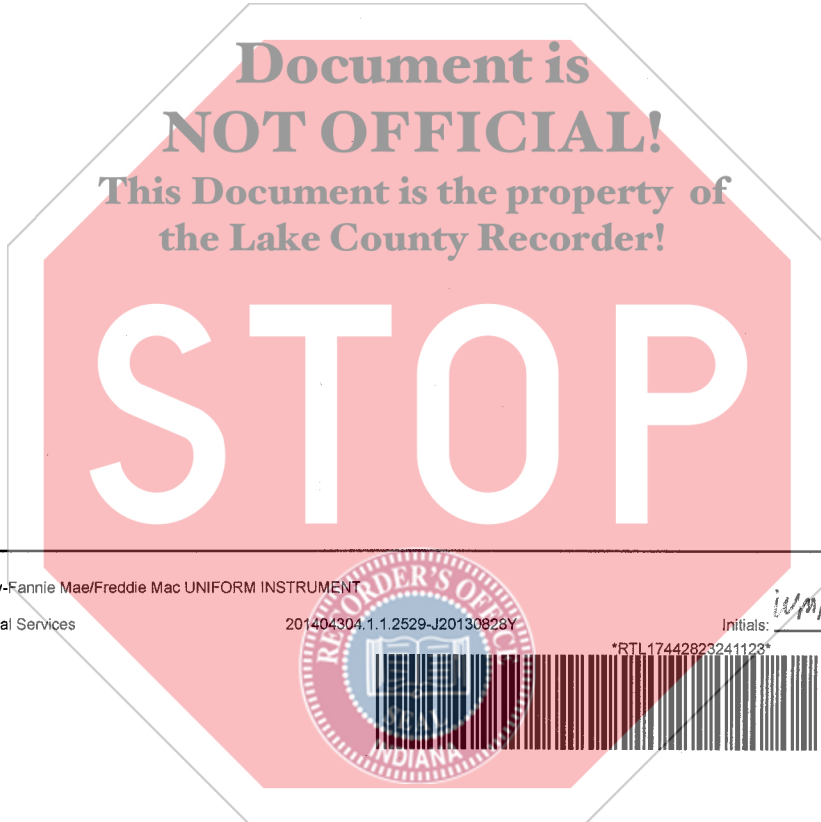 Document is
NOT OFFICIAL!
This Document is the property of
the Lake County Recorder!
STOP
-Fannie Mae/Freddie Mac UNIFORM INSTRUMENT
al Services 201404304.1.1.2529-J20130828Y Initials:
*RTL17442823241123*
RECORDER'S OFFICE
SEAL
INDIANA